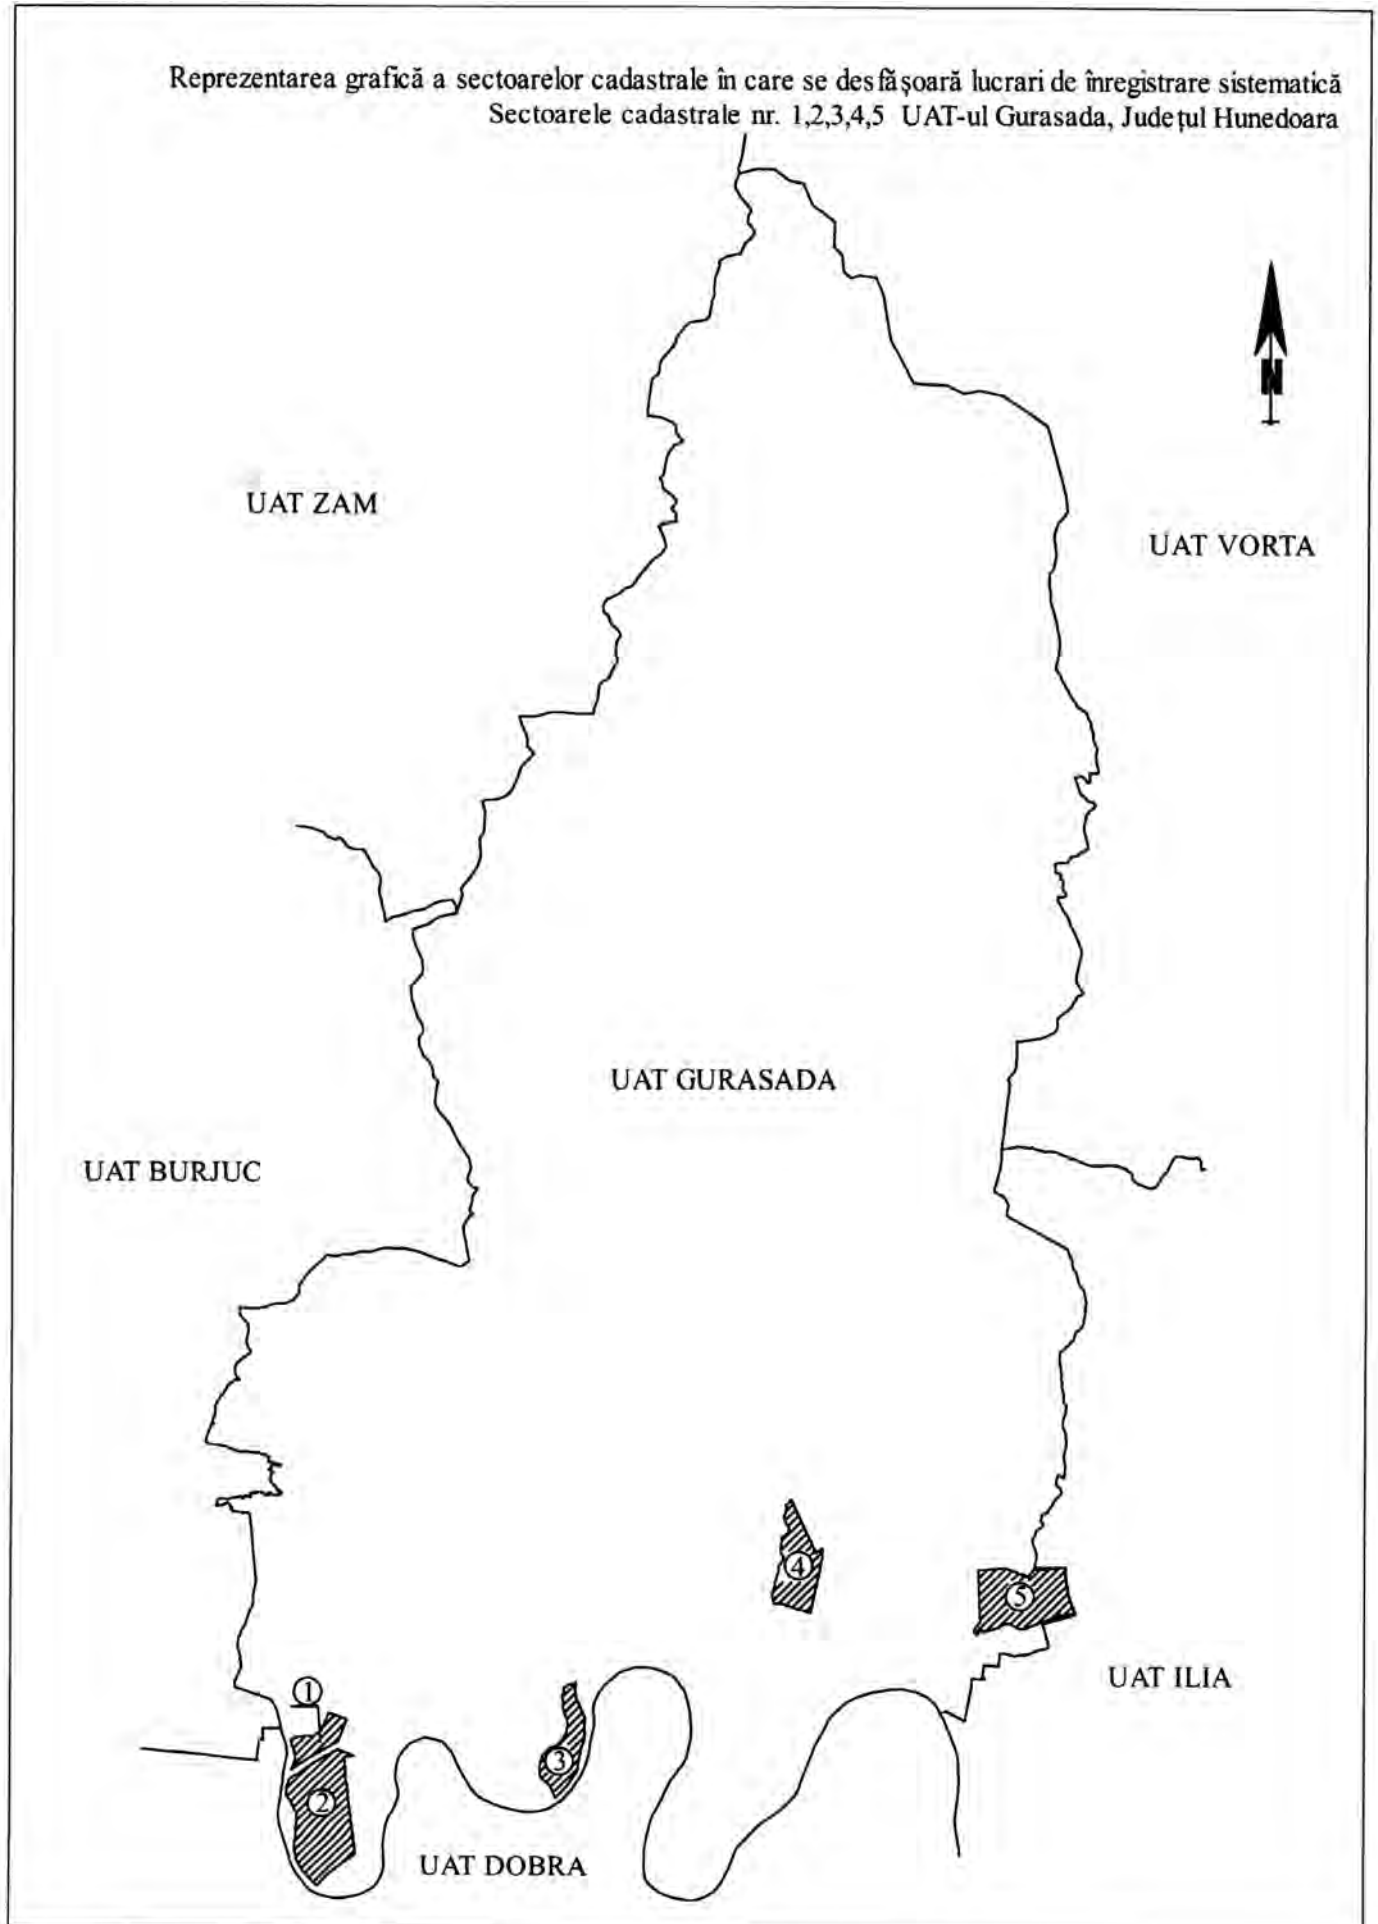 Reprezentarea grafică a sectoarelor cadastrale în care se desfășoară lucrari de înregistrare sistematică
Sectoarele cadastrale nr. 1,2,3,4,5 UAT-ul Gurasada, Județul Hunedoara
N
UAT ZAM
UAT VORTA
UAT GURASADA
UAT BURJUC
4
5
UAT ILIA
1
3
2
UAT DOBRA